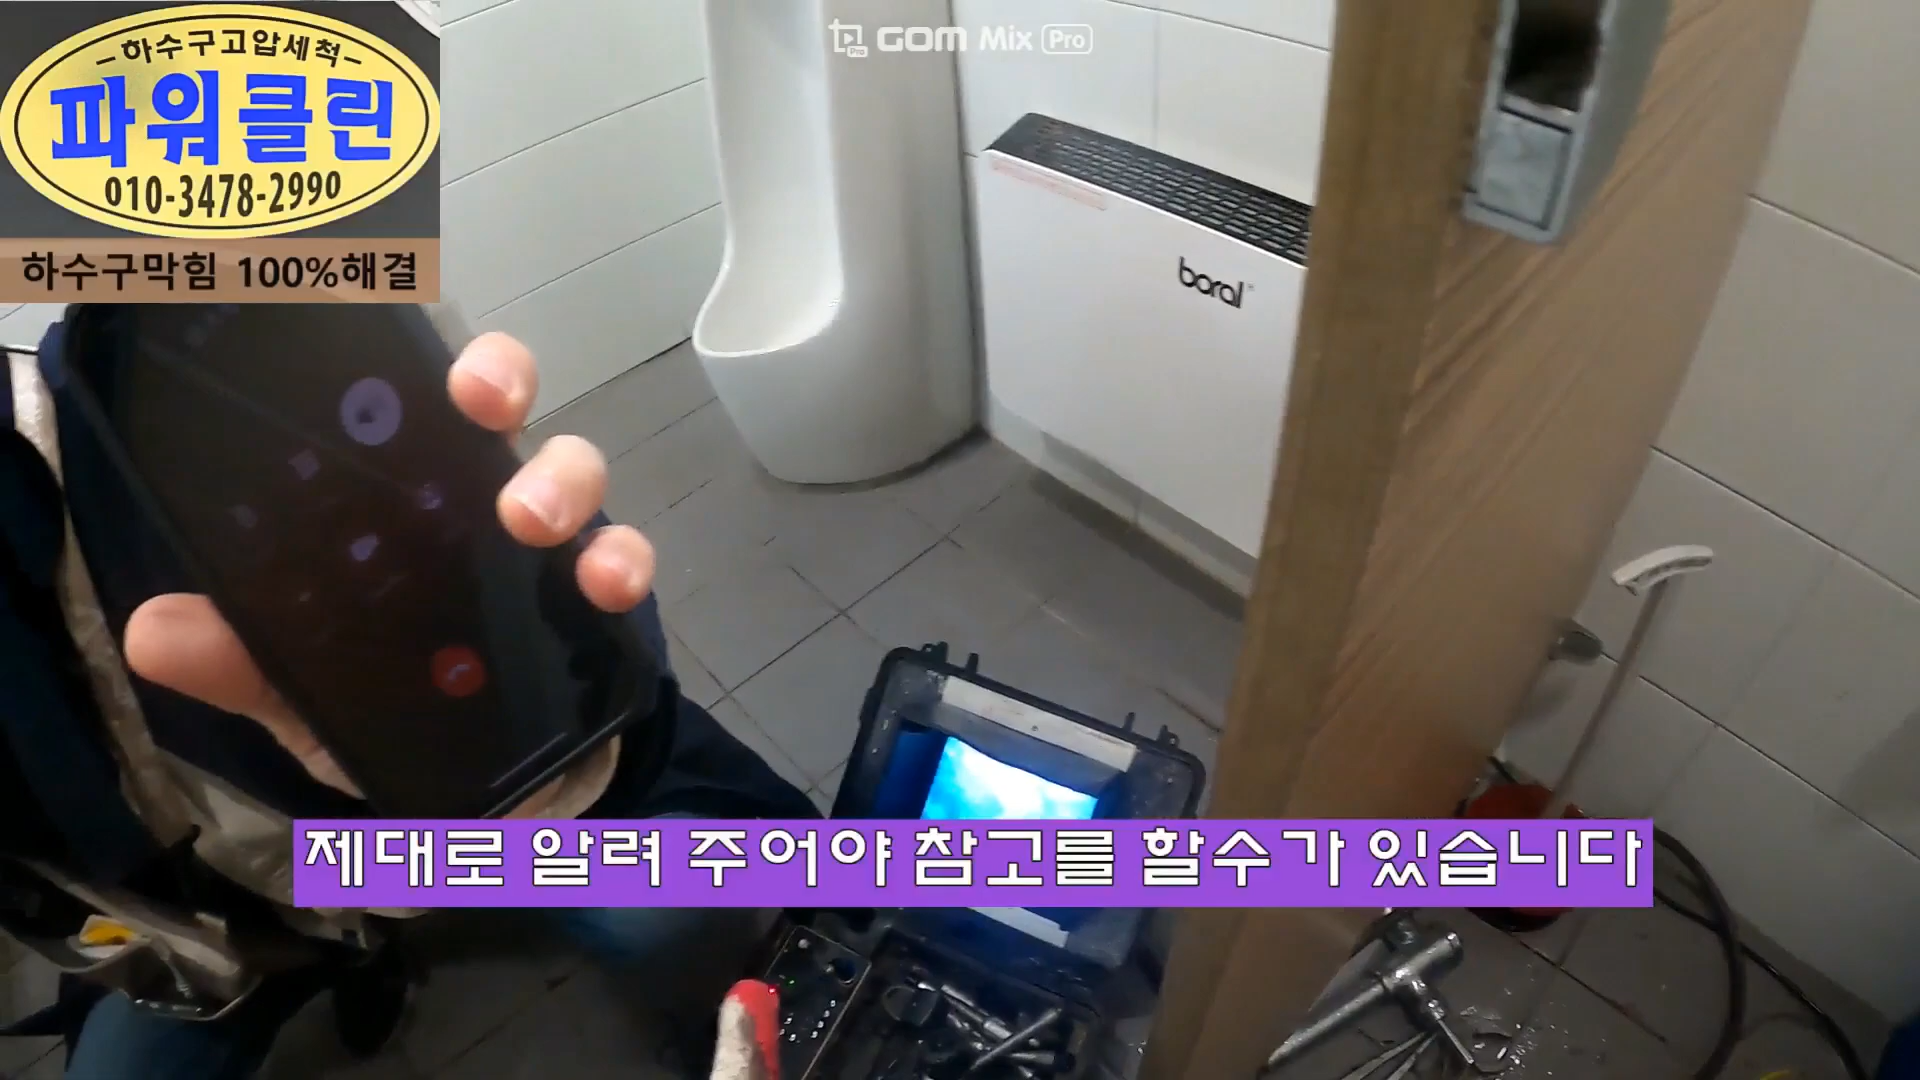 -하수구고압세척-
파워클린
010-3478-2990
하수구막힘 100%해결
GOM Mix Pro
boral
제대로 알려 주어야 참고를 할수가 있습니다